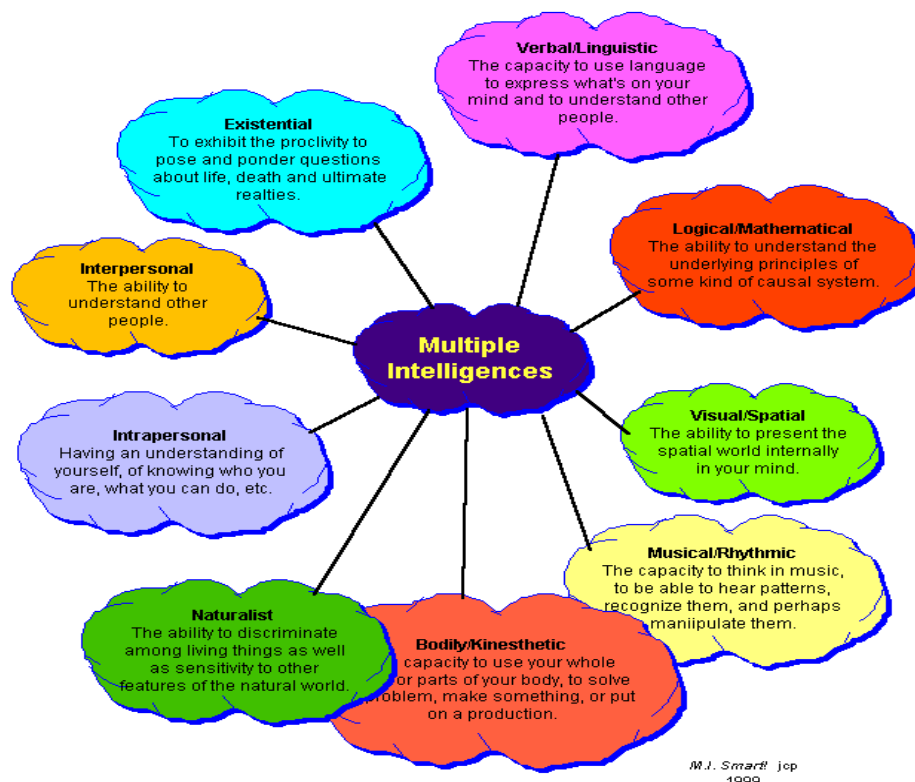 Verbal/Linguistic
The capacity to use language
to express what's on your
mind and to understand other
people.
Existential
To exhibit the proclivity to
pose and ponder questions
about life, death and ultimate
realties.
Logical/Mathematical
The ability to understand the
underlying principles of
some kind of causal system.
Interpersonal
The ability to
understand other
people.
Multiple
Intelligences
Visual/Spatial
The ability to present the
spatial world internally
in your mind.
Intrapersonal
Having an understanding of
yourself, of knowing who you
are, what you can do, etc.
Musical/Rhythmic
The capacity to think in music,
to be able to hear patterns,
recognize them, and perhaps
maniipulate them.
Naturalist
The ability to discriminate
among living things as well
as sensitivity to other
features of the natural world.
Bodily/Kinesthetic
capacity to use your whole
or parts of your body, to solve
make something, or put
on a production.
M.I. Smart! jcp
1999